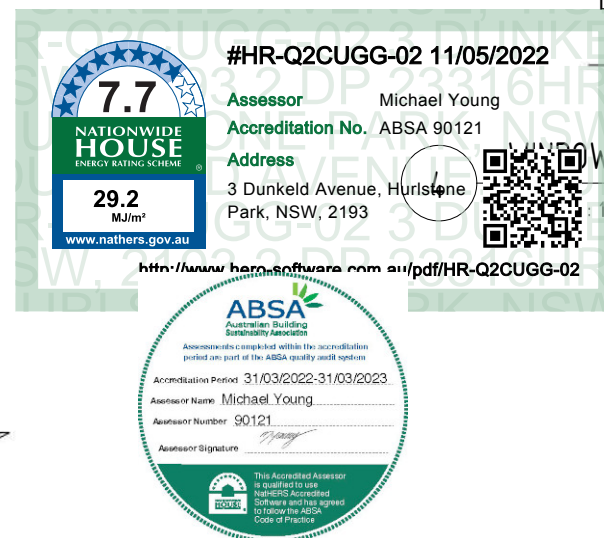 #HR-Q2CUGG-02 11/05/2022
7.7
NATIONWIDE
HOUSE
ENERGY RATING SCHEME
®
29.2
MJ/m²
www.nathers.gov.au
Assessor Michael Young
Accreditation No. ABSA 90121
Address
3 Dunkeld Avenue, Hurlstone
Park, NSW, 2193
4
http://www.hero-software.com.au/pdf/HR-Q2CUGG-02
ABSA
Australian Building
Sustainability Association
Assessments completed within the accreditation
period are part of the ABSA quality audit system
Accreditation Period 31/03/2022-31/03/2023
Assessor Name Michael Young
Assessor Number 90121
Assessor Signature
HOUSE
This Accredited Assessor
is qualified to use
NatHERS Accredited
Software and has agreed
to follow the ABSA
Code of Practice